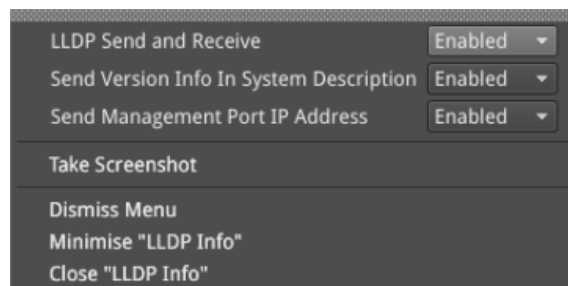 LLDP Send and Receive Enabled
Send Version Info In System Description Enabled
Send Management Port IP Address Enabled
Take Screenshot
Dismiss Menu
Minimise "LLDP Info"
Close "LLDP Info"